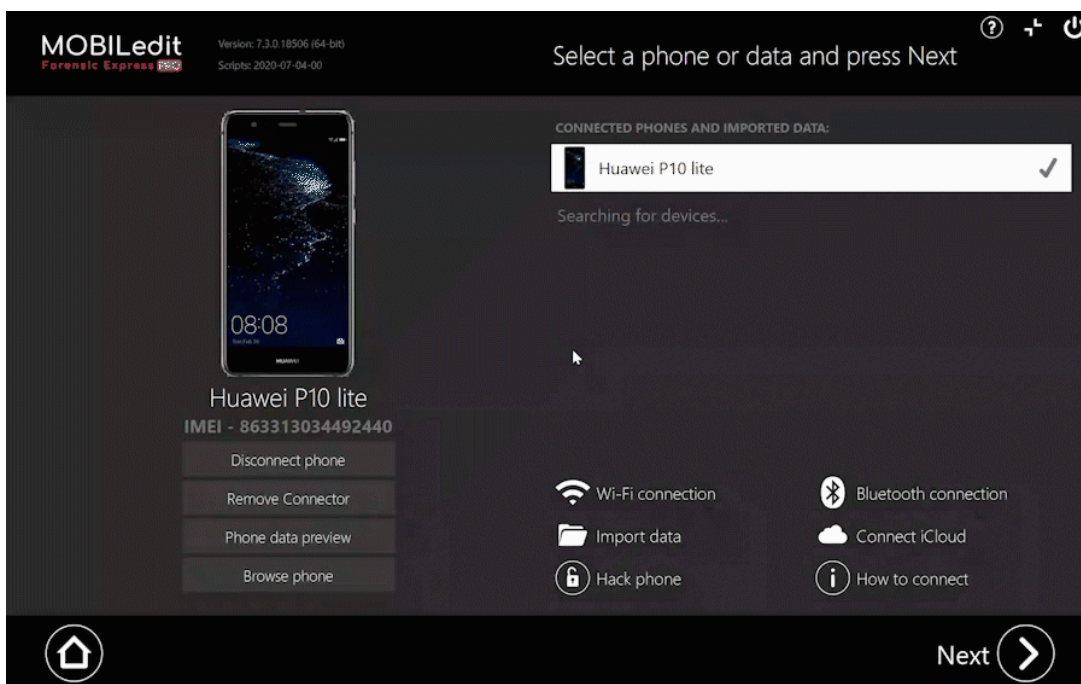 MOBILedit
Forensic Express PRO
Version: 7.3.0.18506 (64-bit)
Scripts: 2020-07-04-00
Select a phone or data and press Next
CONNECTED PHONES AND IMPORTED DATA:
Huawei P10 lite
Searching for devices...
08:08
HUAWEI
Huawei P10 lite
IMEI - 863313034492440
Disconnect phone
Remove Connector
Phone data preview
Browse phone
Wi-Fi connection
Bluetooth connection
Import data
Connect iCloud
Hack phone
How to connect
Next